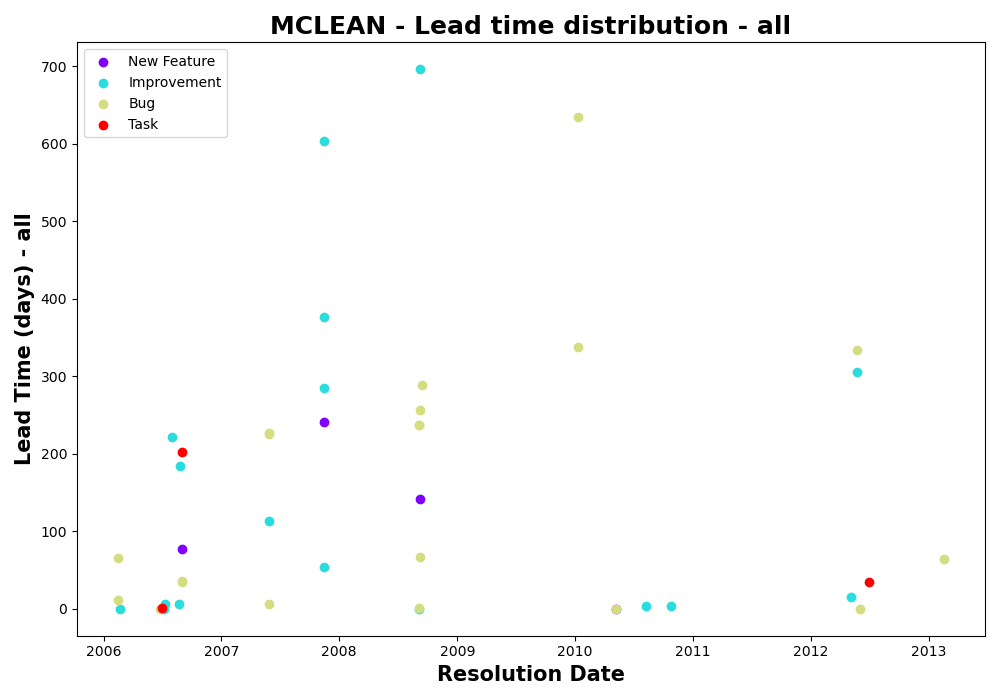 MCLEAN - Lead time distribution - all
New Feature
Improvement
Bug
Task
Lead Time (days) - all
700
600
500
400
300
200
100
0
2006 2007 2008 2009 2010 2011 2012 2013
Resolution Date